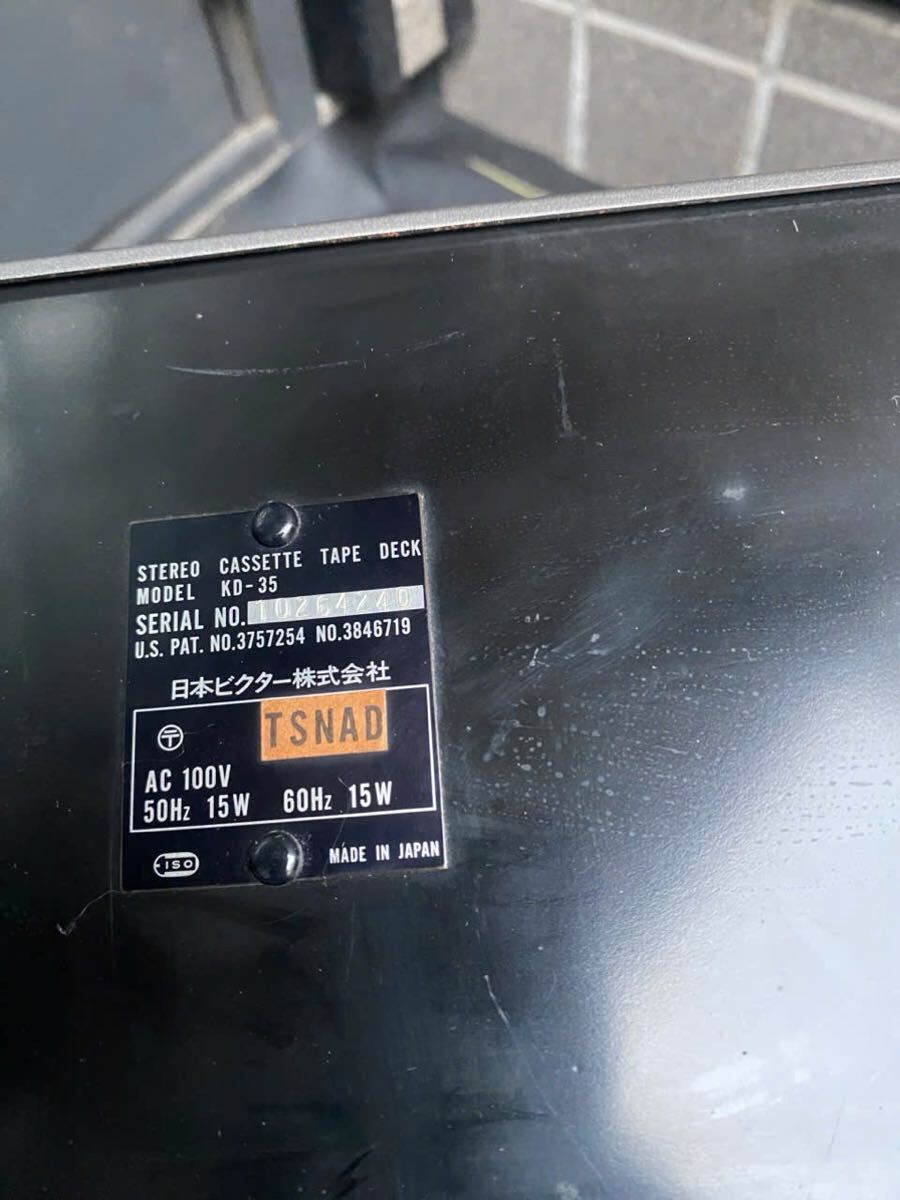 STEREO CASSETTE TAPE DECK
MODEL KD-35
SERIAL NO. 10264240
U.S. PAT. NO.3757254 NO.3846719
日本ビクター株式会社
〒 TSNAD
AC 100V
50Hz 15W 60Hz 15W
EISO MADE IN JAPAN